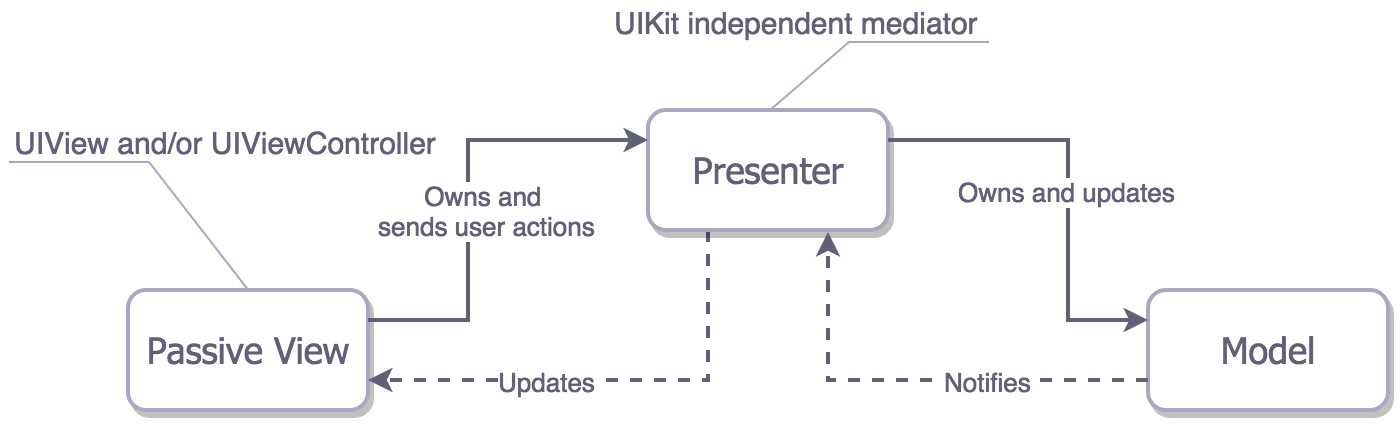 UIKit independent mediator
UIView and/or UIViewController
Presenter
Owns and
sends user actions
Owns and updates
Passive View
Updates
Notifies
Model